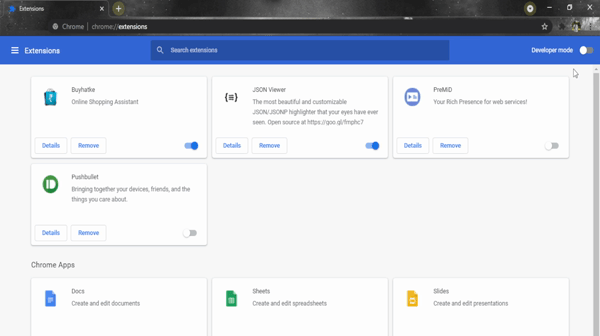 Extensions
Chrome | chrome://extensions
Extensions
Search extensions
Developer mode
Buyhatke
Online Shopping Assistant
Details
Remove
{≡}
JSON Viewer
The most beautiful and customizable
JSON/JSONP highlighter that your eyes have ever
seen. Open source at https://goo.gl/fmphc7
Details
Remove
PreMiD
Your Rich Presence for web services!
Details
Remove
Pushbullet
Bringing together your devices, friends, and the
things you care about.
Details
Remove
Chrome Apps
Docs
Create and edit documents
Sheets
Create and edit spreadsheets
Slides
Create and edit presentations